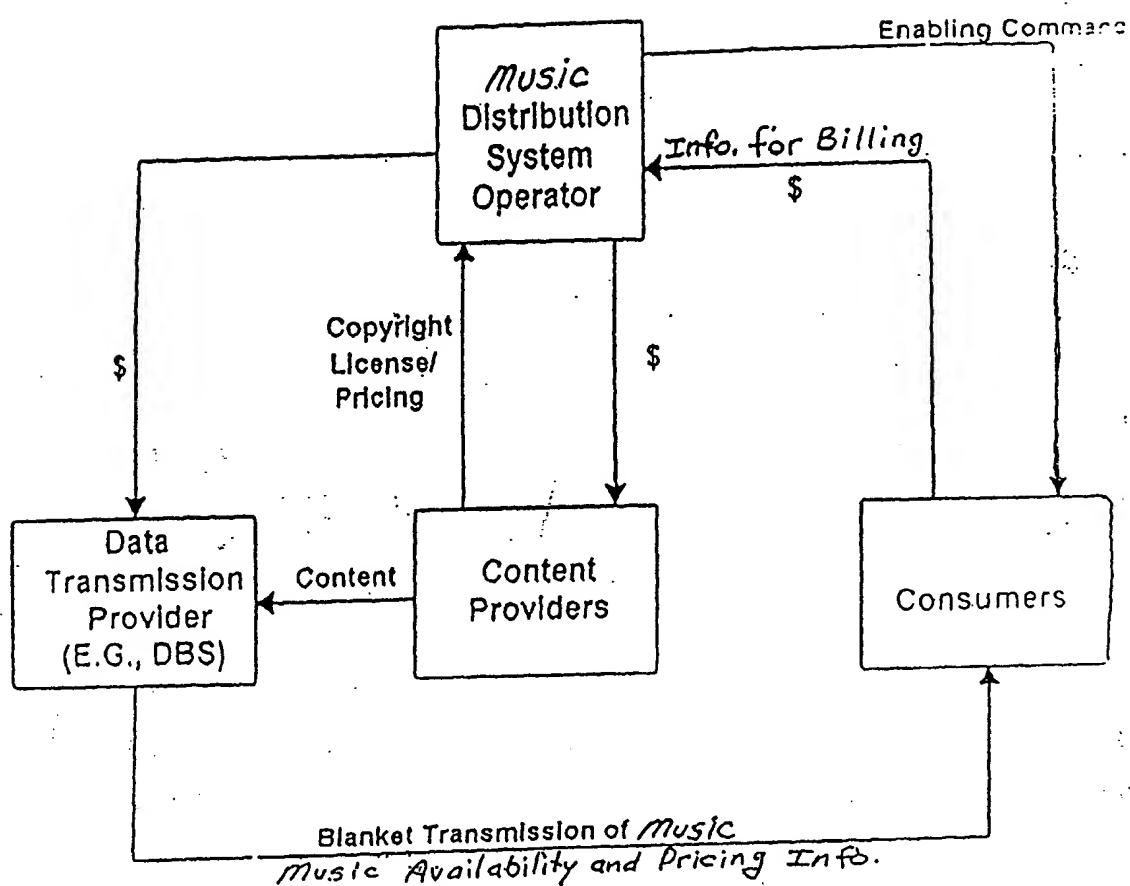 Enabling Command
Music
Distribution
System
Operator
Info. for Billing
$
Copyright
License/
Pricing
$
$
Data
Transmission
Provider
(E.G., DBS)
Content
Content
Providers
Consumers
Blanket Transmission of Music
Music Availability and Pricing Info.